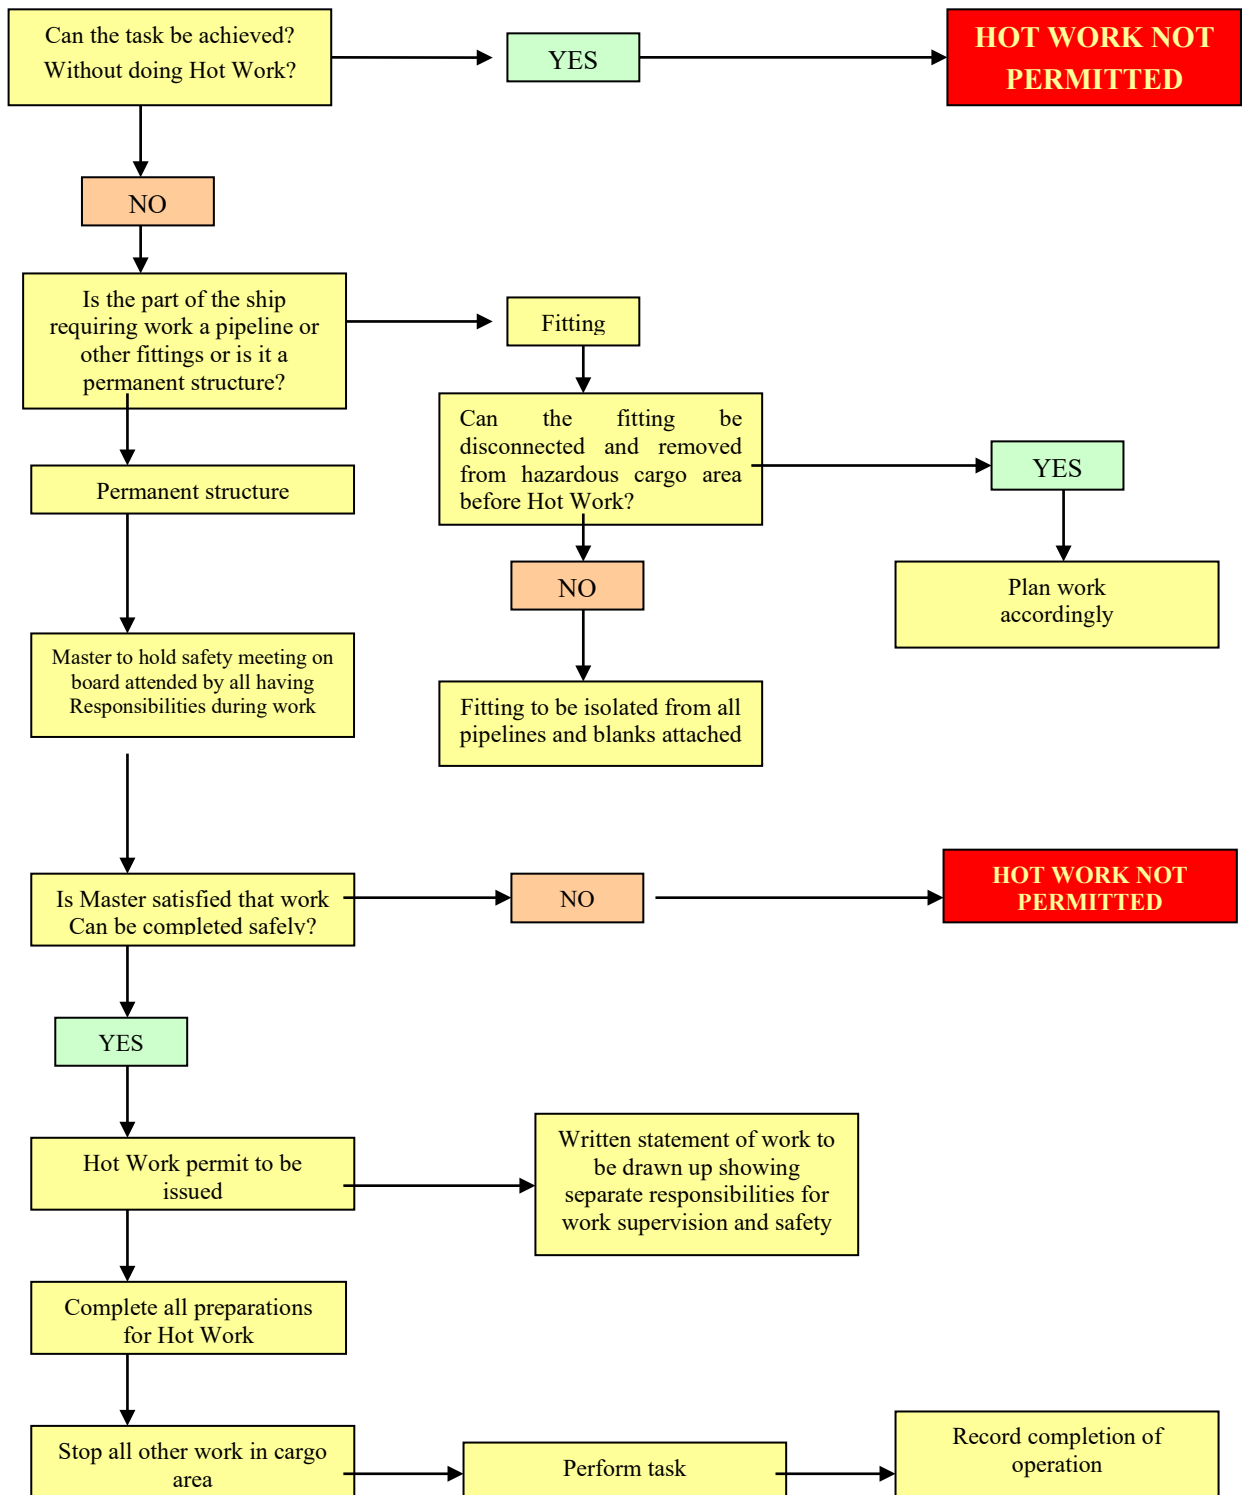 Can the task be achieved?
Without doing Hot Work?
YES
HOT WORK NOT
PERMITTED
NO
Is the part of the ship
requiring work a pipeline or
other fittings or is it a
permanent structure?
Fitting
Can the fitting be
disconnected and removed
from hazardous cargo area
before Hot Work?
YES
Permanent structure
NO
Plan work
accordingly
Master to hold safety meeting on
board attended by all having
Responsibilities during work
Fitting to be isolated from all
pipelines and blanks attached
Is Master satisfied that work
Can be completed safely?
NO
HOT WORK NOT
PERMITTED
YES
Hot Work permit to be
issued
Written statement of work to
be drawn up showing
separate responsibilities for
work supervision and safety
Complete all preparations
for Hot Work
Stop all other work in cargo
area
Perform task
Record completion of
operation